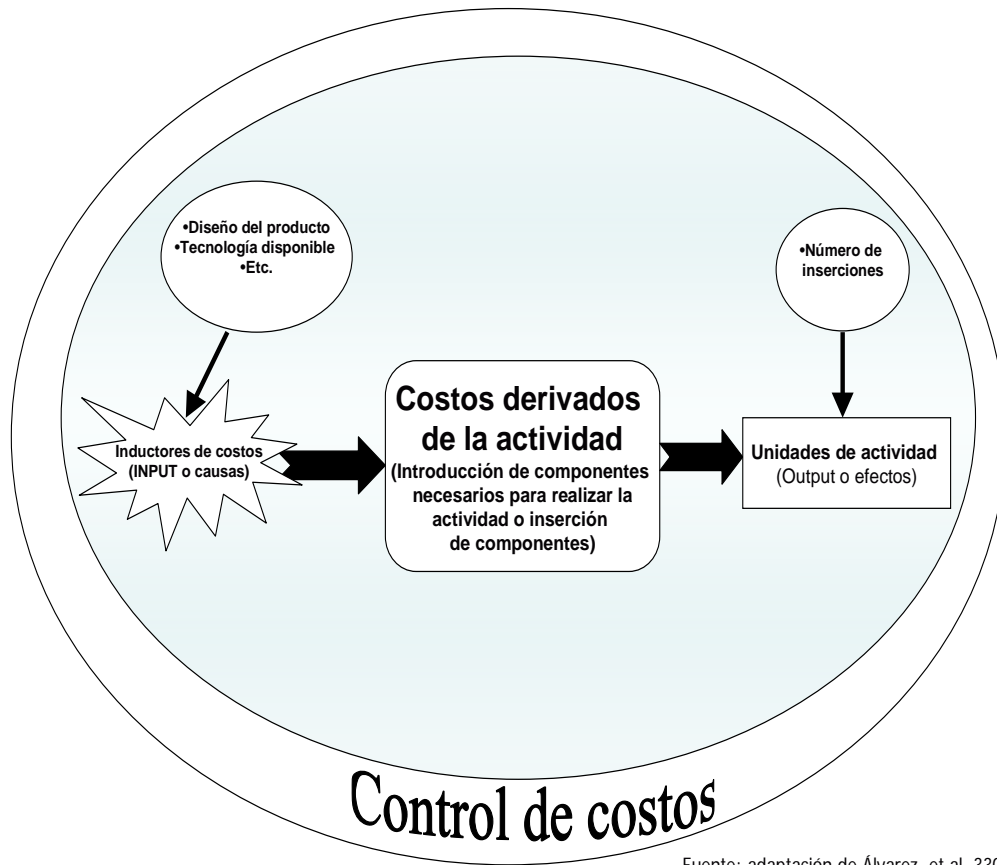 •Diseño del producto
•Tecnología disponible
•Etc.
•Número de
inserciones
Inductores de costos
(INPUT o causas)
Costos derivados
de la actividad
(Introducción de componentes
necesarios para realizar la
actividad o inserción
de componentes)
Unidades de actividad
(Output o efectos)
Control de costos
Fuente: adaptación de Álvarez, et al,